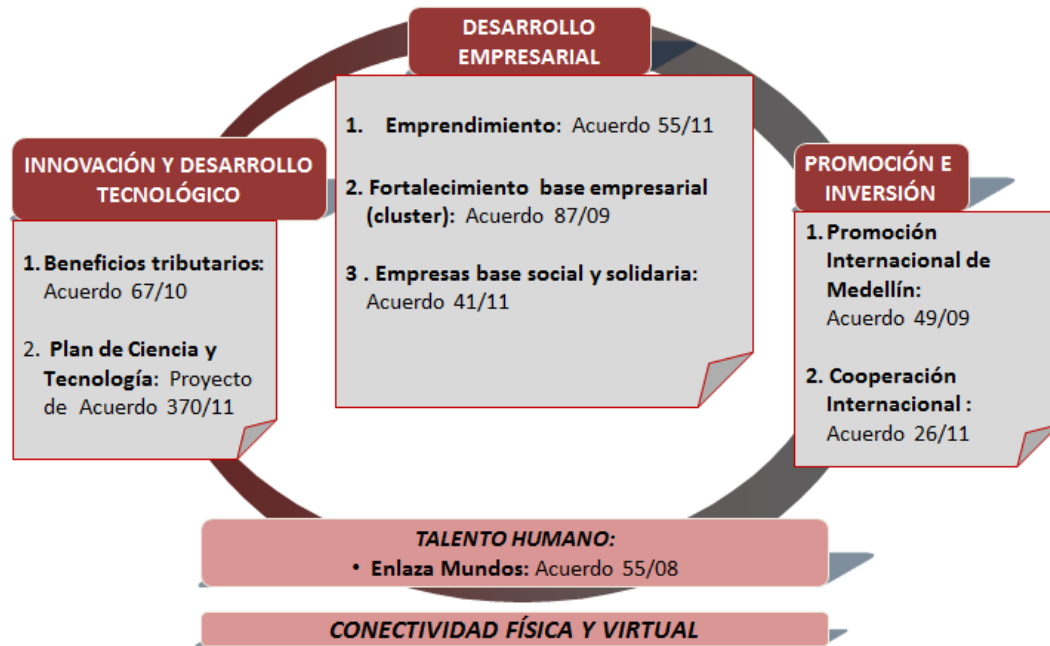 DESARROLLO
EMPRESARIAL
1. Emprendimiento: Acuerdo 55/11
2. Fortalecimiento base empresarial
(cluster): Acuerdo 87/09
3 . Empresas base social y solidaria:
Acuerdo 41/11
INNOVACIÓN Y DESARROLLO
TECNOLÓGICO
1. Beneficios tributarios:
Acuerdo 67/10
2. Plan de Ciencia y
Tecnología: Proyecto
de Acuerdo 370/11
PROMOCIÓN E
INVERSIÓN
1. Promoción
Internacional de
Medellín:
Acuerdo 49/09
2. Cooperación
Internacional :
Acuerdo 26/11
TALENTO HUMANO:
• Enlaza Mundos: Acuerdo 55/08
CONECTIVIDAD FÍSICA Y VIRTUAL